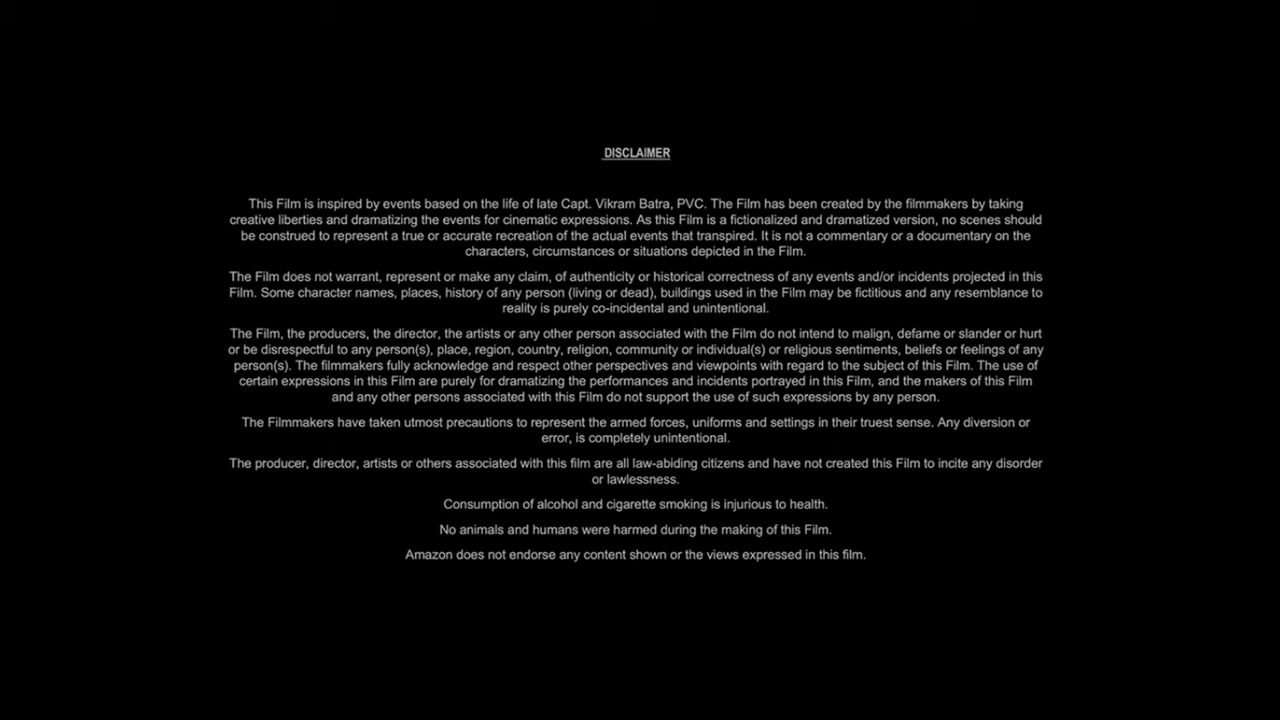 DISCLAIMER
This Film is inspired by events based on the life of late Capt. Vikram Batra, PVC. The Film has been created by the filmmakers by taking
creative liberties and dramatizing the events for cinematic expressions. As this Film is a fictionalized and dramatized version, no scenes should
be construed to represent a true or accurate recreation of the actual events that transpired. It is not a commentary or a documentary on the
characters, circumstances or situations depicted in the Film.
The Film does not warrant, represent or make any claim, of authenticity or historical correctness of any events and/or incidents projected in this
Film. Some character names, places, history of any person (living or dead), buildings used in the Film may be fictitious and any resemblance to
reality is purely co-incidental and unintentional.
The Film, the producers, the director, the artists or any other person associated with the Film do not intend to malign, defame or slander or hurt
or be disrespectful to any person(s), place, region, country, religion, community or individual(s) or religious sentiments, beliefs or feelings of any
person(s). The filmmakers fully acknowledge and respect other perspectives and viewpoints with regard to the subject of this Film. The use of
certain expressions in this Film are purely for dramatizing the performances and incidents portrayed in this Film, and the makers of this Film
and any other persons associated with this Film do not support the use of such expressions by any person.
The Filmmakers have taken utmost precautions to represent the armed forces, uniforms and settings in their truest sense. Any diversion or
error, is completely unintentional.
The producer, director, artists or others associated with this film are all law-abiding citizens and have not created this Film to incite any disorder
or lawlessness.
Consumption of alcohol and cigarette smoking is injurious to health.
No animals and humans were harmed during the making of this Film.
Amazon does not endorse any content shown or the views expressed in this film.